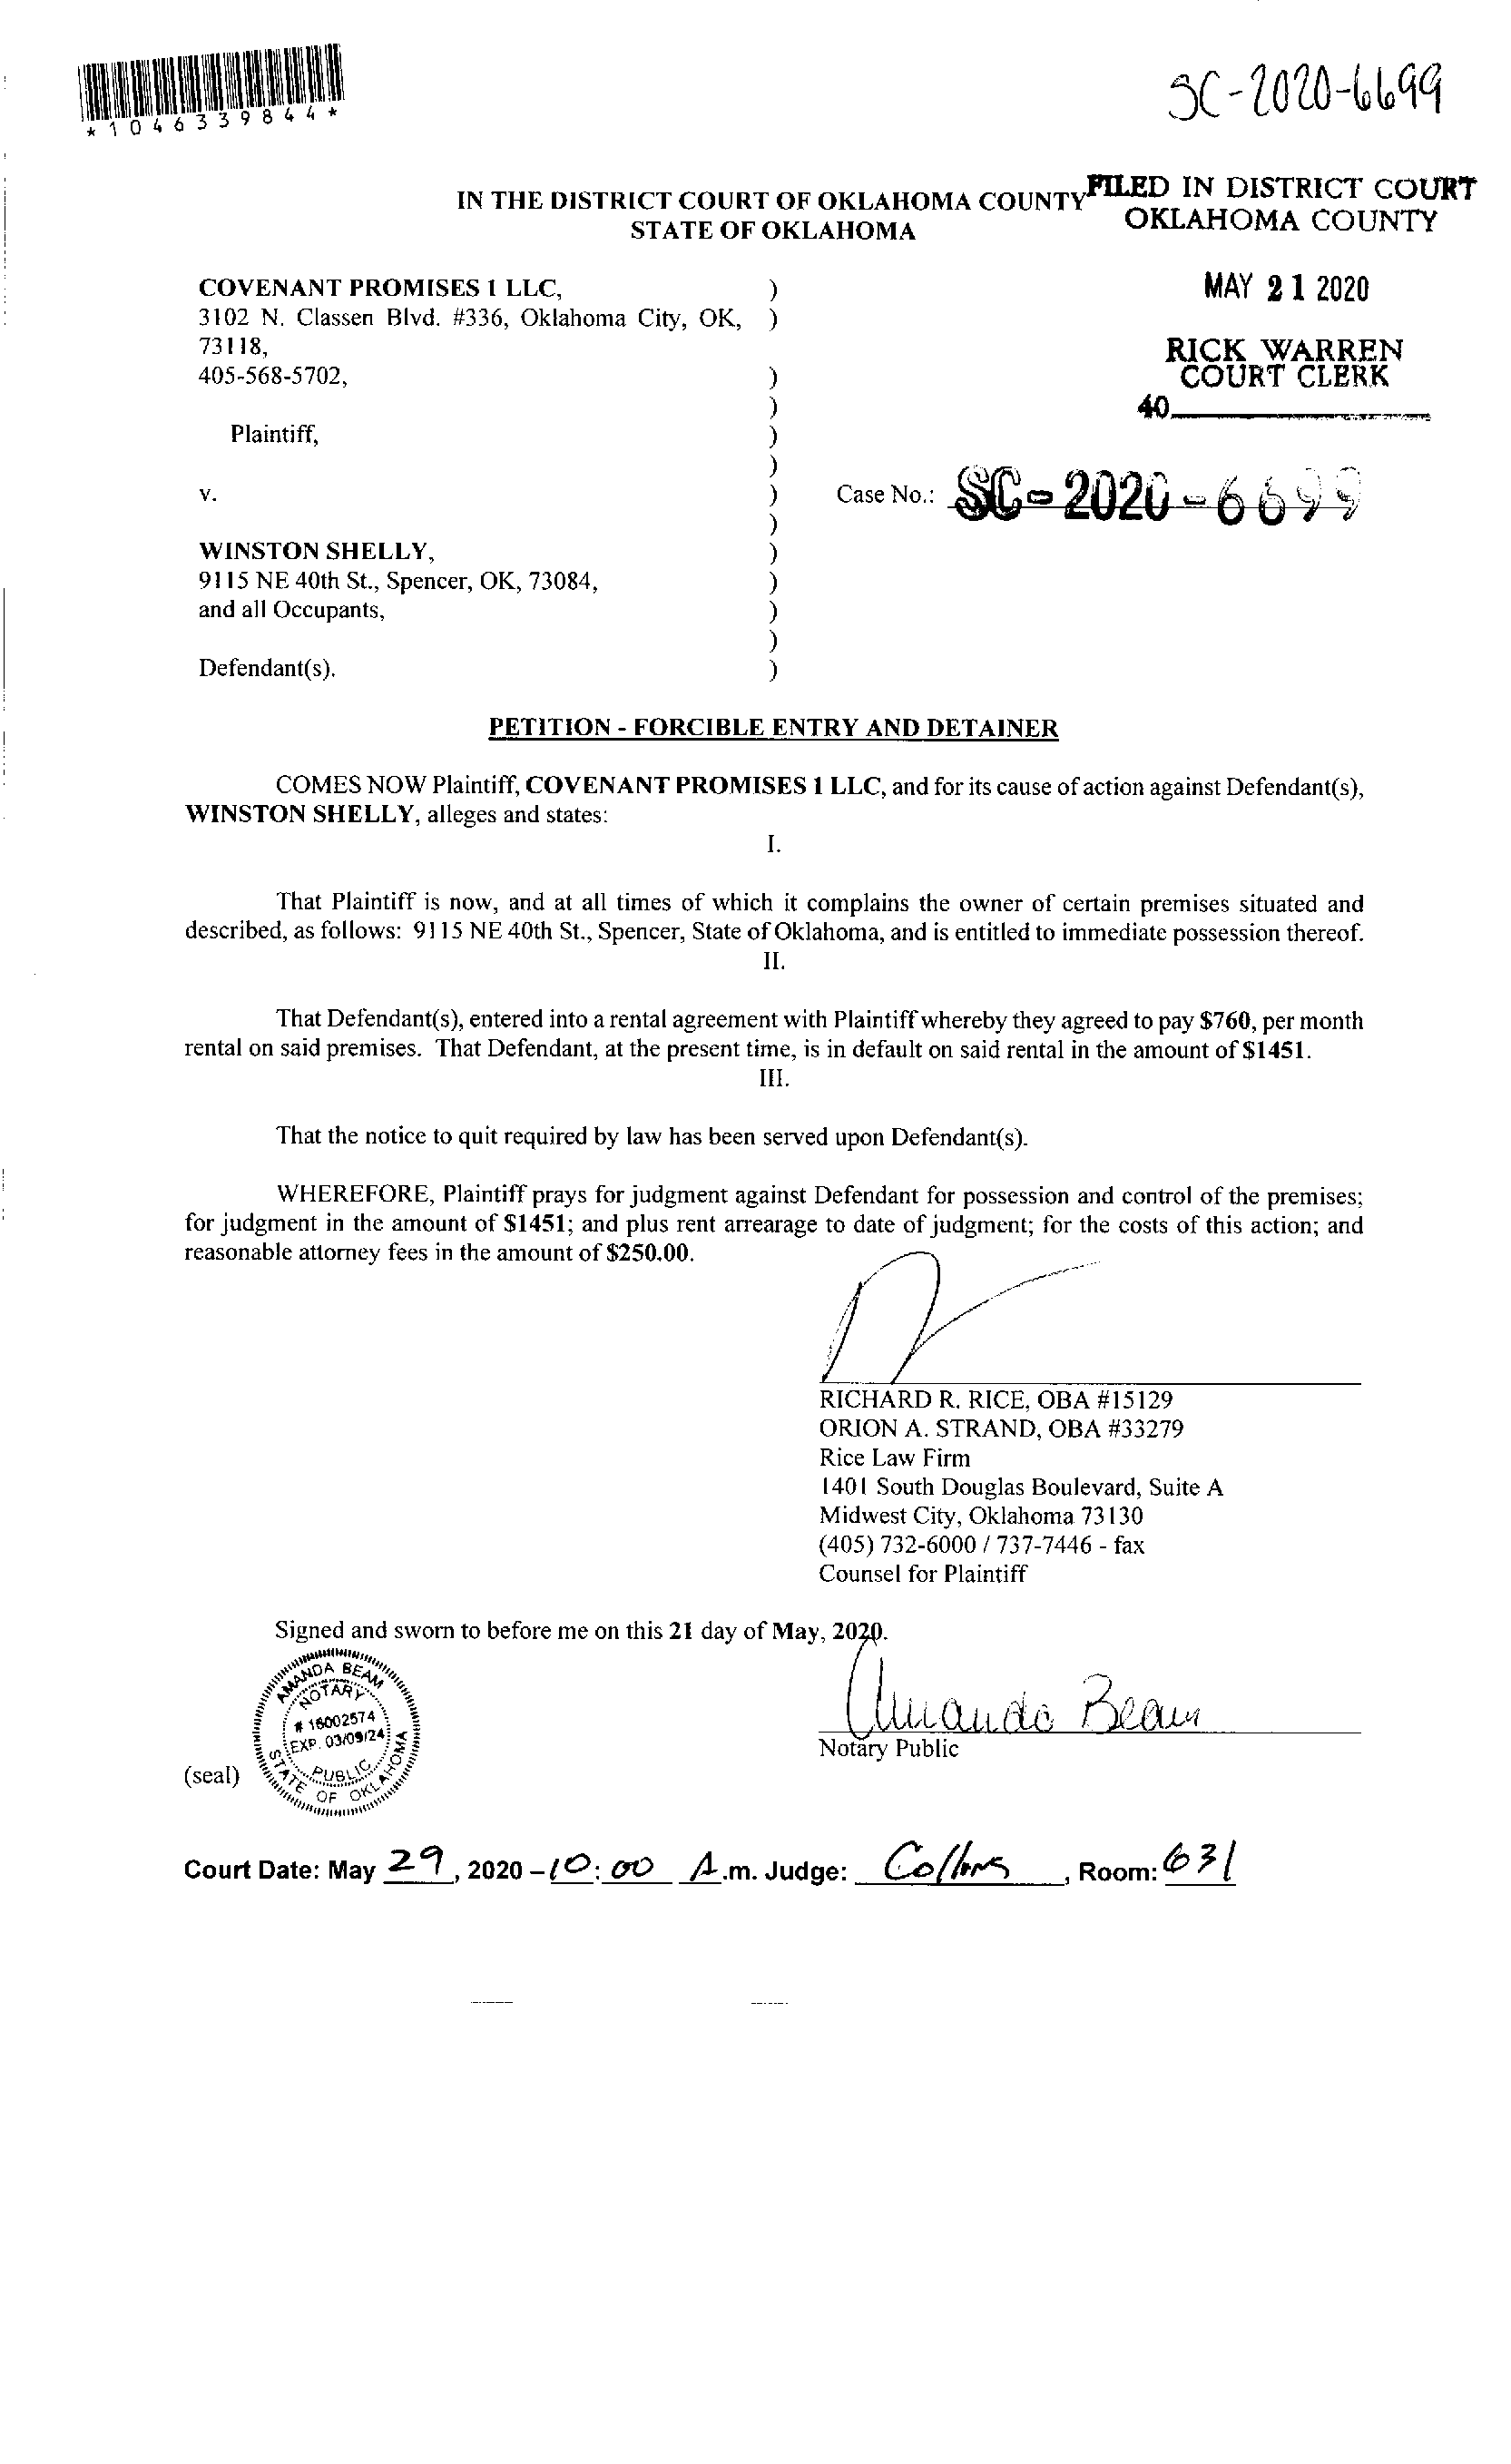 *1046339844*
SC-2020-6699
IN THE DISTRICT COURT OF OKLAHOMA COUNTY
STATE OF OKLAHOMA
FILED IN DISTRICT COURT
OKLAHOMA COUNTY
MAY 21 2020
RICK WARREN
COURT CLERK
40
COVENANT PROMISES 1 LLC, )
3102 N. Classen Blvd. #336, Oklahoma City, OK, )
73118,
405-568-5702, )
)
Plaintiff, )
)
v. ) Case No.: SC-2020-6699
)
WINSTON SHELLY, )
9115 NE 40th St., Spencer, OK, 73084, )
and all Occupants, )
)
Defendant(s). )
PETITION - FORCIBLE ENTRY AND DETAINER
COMES NOW Plaintiff, COVENANT PROMISES 1 LLC, and for its cause of action against Defendant(s),
WINSTON SHELLY, alleges and states:
I.
That Plaintiff is now, and at all times of which it complains the owner of certain premises situated and
described, as follows: 9115 NE 40th St., Spencer, State of Oklahoma, and is entitled to immediate possession thereof.
II.
That Defendant(s), entered into a rental agreement with Plaintiff whereby they agreed to pay $760, per month
rental on said premises. That Defendant, at the present time, is in default on said rental in the amount of $1451.
III.
That the notice to quit required by law has been served upon Defendant(s).
WHEREFORE, Plaintiff prays for judgment against Defendant for possession and control of the premises;
for judgment in the amount of $1451; and plus rent arrearage to date of judgment; for the costs of this action; and
reasonable attorney fees in the amount of $250.00.
RICHARD R. RICE, OBA #15129
ORION A. STRAND, OBA #33279
Rice Law Firm
1401 South Douglas Boulevard, Suite A
Midwest City, Oklahoma 73130
(405) 732-6000 / 737-7446 - fax
Counsel for Plaintiff
Signed and sworn to before me on this 21 day of May, 2020.
Amanda Beam
Notary Public
AMANDA BEAM
NOTARY
# 16002574
EXP. 03/09/24
PUBLIC
STATE OF OKLAHOMA
(seal)
Court Date: May 29, 2020 – 10:00 A.m. Judge: Collins, Room: 631